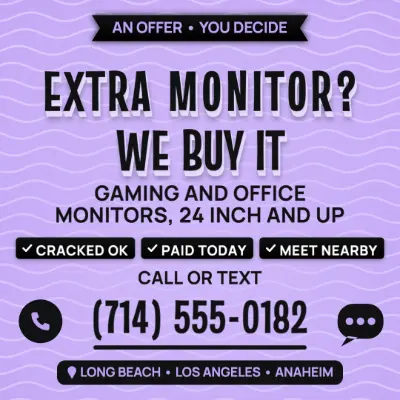 AN OFFER • YOU DECIDE
EXTRA MONITOR?
WE BUY IT
GAMING AND OFFICE
MONITORS, 24 INCH AND UP
✓ CRACKED OK ✓ PAID TODAY ✓ MEET NEARBY
CALL OR TEXT
(714) 555-0182
LONG BEACH • LOS ANGELES • ANAHEIM